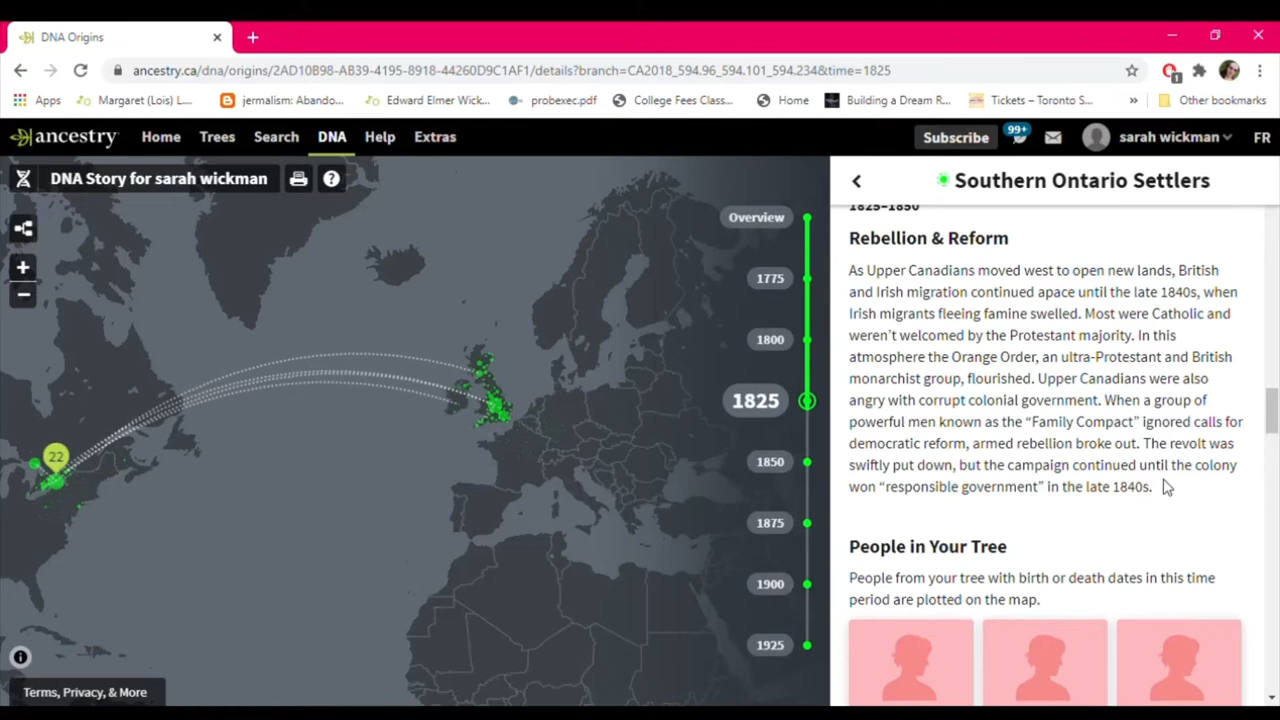 DNA Origins
ancestry.ca/dna/origins/2AD10B98-AB39-4195-8918-44260D9C1AF1/details?branch=CA2018_594.96_594.101_594.234&time=1825
1
Apps
Margaret (Lois) L...
jermalism: Abando...
Edward Elmer Wick...
probexec.pdf
College Fees Class...
Home
Building a Dream R...
Tickets – Toronto S...
»
Other bookmarks
ancestry
Home
Trees
Search
DNA
Help
Extras
Subscribe
99+
sarah wickman
FR
DNA Story for sarah wickman
?
+
−
22
Overview
1775
1800
1825
1850
1875
1900
1925
Terms, Privacy, & More
Southern Ontario Settlers
1825–1850
Rebellion & Reform
As Upper Canadians moved west to open new lands, British
and Irish migration continued apace until the late 1840s, when
Irish migrants fleeing famine swelled. Most were Catholic and
weren't welcomed by the Protestant majority. In this
atmosphere the Orange Order, an ultra-Protestant and British
monarchist group, flourished. Upper Canadians were also
angry with corrupt colonial government. When a group of
powerful men known as the “Family Compact” ignored calls for
democratic reform, armed rebellion broke out. The revolt was
swiftly put down, but the campaign continued until the colony
won “responsible government” in the late 1840s.
People in Your Tree
People from your tree with birth or death dates in this time
period are plotted on the map.